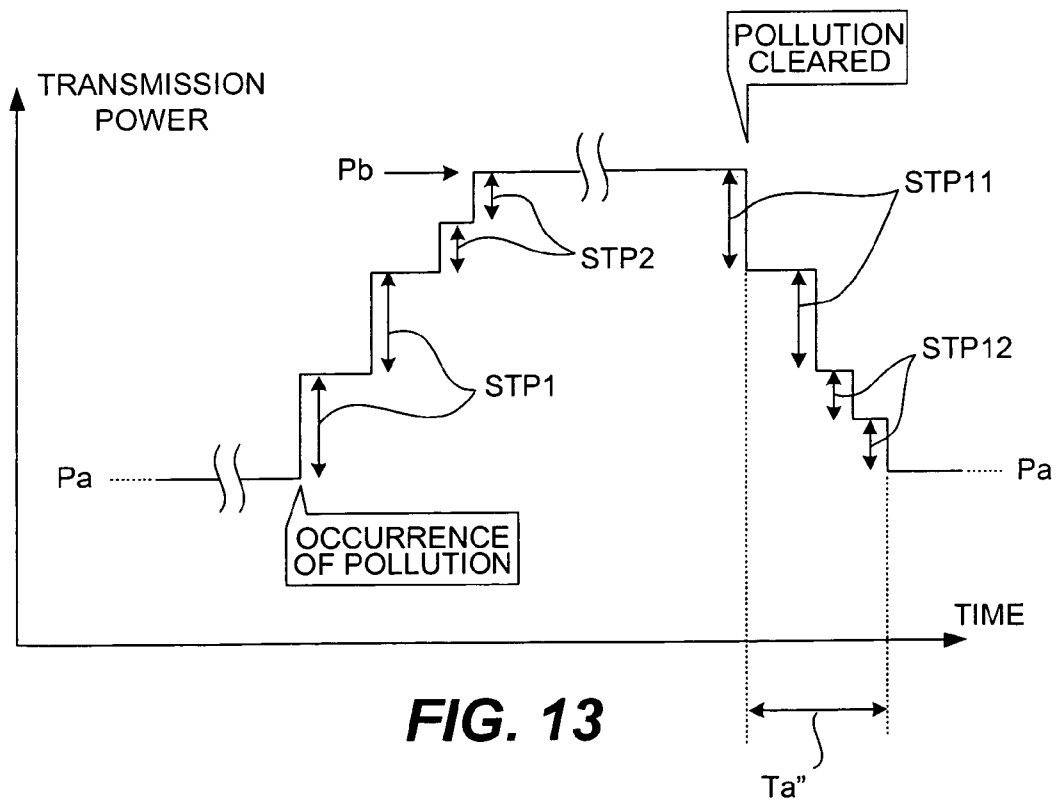 POLLUTION
CLEARED
TRANSMISSION
POWER
Pb
STP11
STP2
STP12
STP1
Pa
Pa
OCCURRENCE
OF POLLUTION
TIME
FIG. 13
Ta”